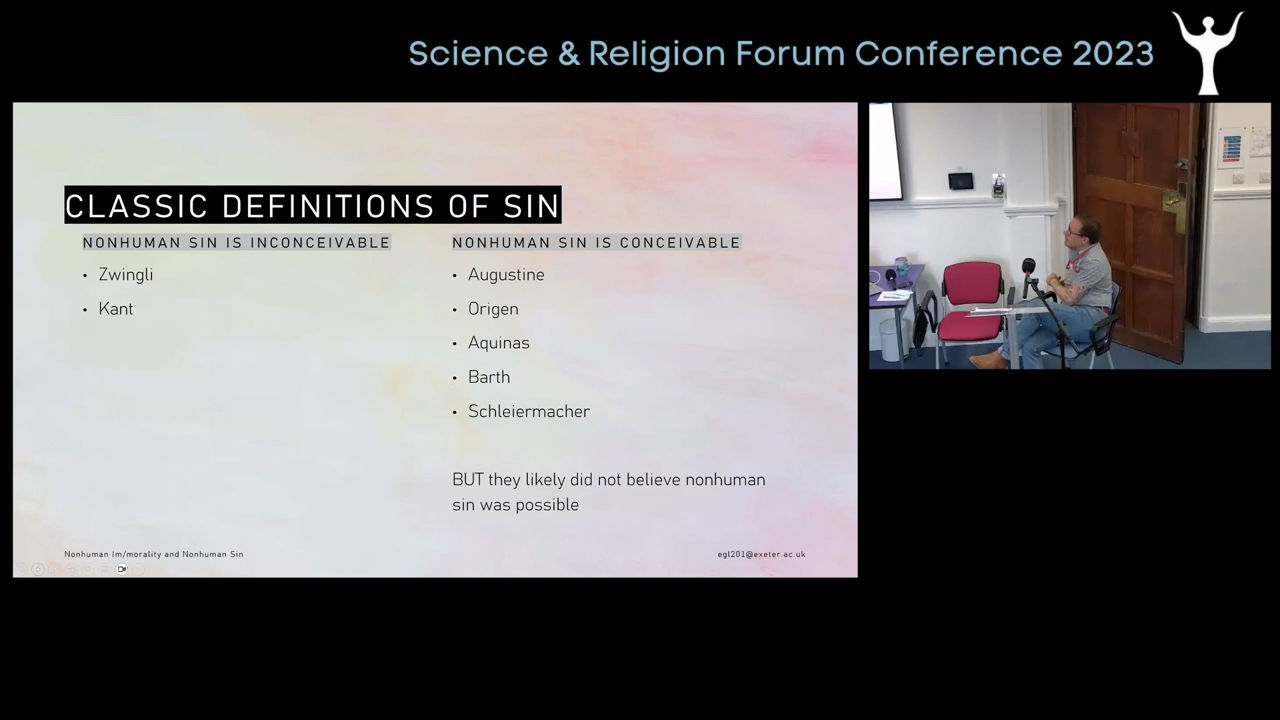 Science & Religion Forum Conference 2023
CLASSIC DEFINITIONS OF SIN
NONHUMAN SIN IS INCONCEIVABLE
• Zwingli
• Kant
NONHUMAN SIN IS CONCEIVABLE
• Augustine
• Origen
• Aquinas
• Barth
• Schleiermacher
BUT they likely did not believe nonhuman
sin was possible
Nonhuman Im/morality and Nonhuman Sin
egl201@exeter.ac.uk